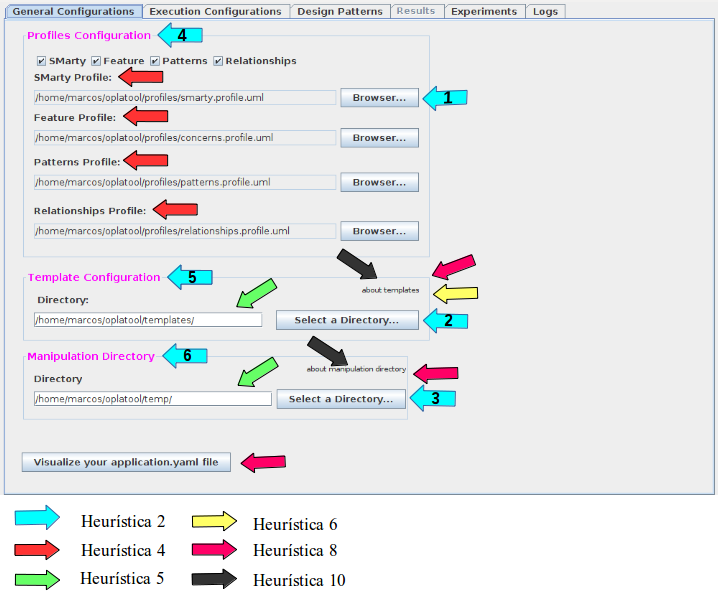 General Configurations Execution Configurations Design Patterns Results Experiments Logs
Profiles Configuration 4
SMarty Feature Patterns Relationships
SMarty Profile:
/home/marcos/oplatool/profiles/smarty.profile.uml Browser... 1
Feature Profile:
/home/marcos/oplatool/profiles/concerns.profile.uml Browser...
Patterns Profile:
/home/marcos/oplatool/profiles/patterns.profile.uml Browser...
Relationships Profile:
/home/marcos/oplatool/profiles/relationships.profile.uml Browser...
Template Configuration 5
about templates
Directory:
/home/marcos/oplatool/templates/ Select a Directory... 2
Manipulation Directory 6
about manipulation directory
Directory
/home/marcos/oplatool/temp/ Select a Directory... 3
Visualize your application.yaml file
Heurística 2 Heurística 6
Heurística 4 Heurística 8
Heurística 5 Heurística 10